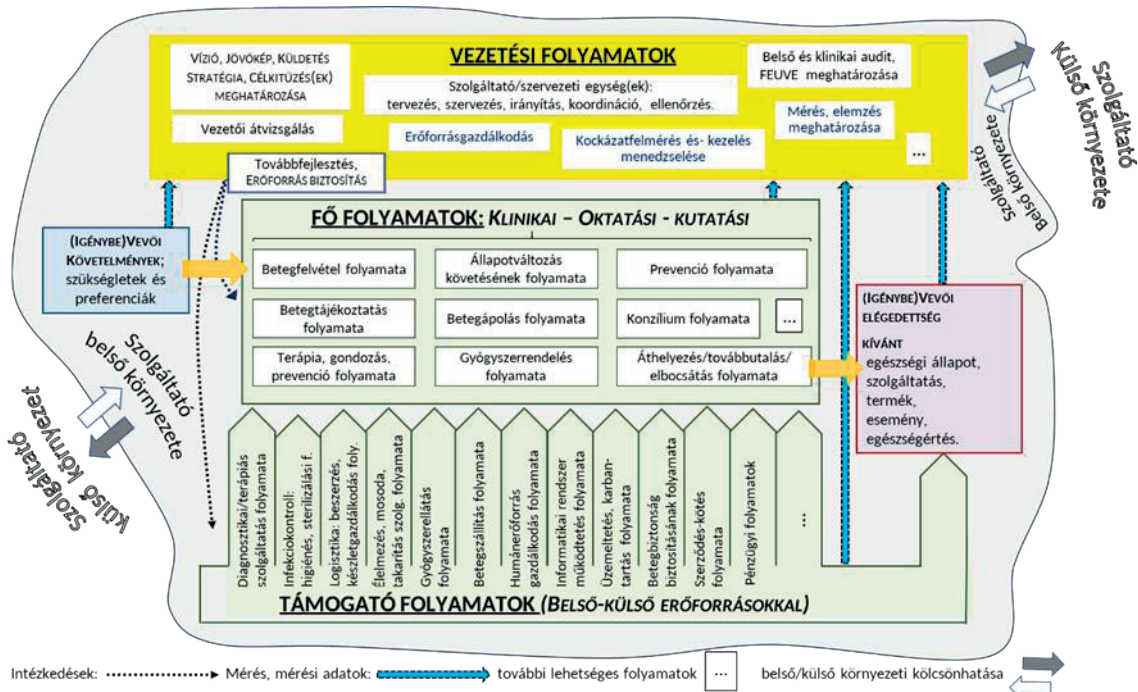 VEZETÉSI FOLYAMATOK
VÍZIÓ, JÖVŐKÉP, KÜLDETÉS
STRATÉGIA, CÉLKITŰZÉS(EK)
MEGHATÁROZÁSA
Szolgáltató/szervezeti egység(ek):
tervezés, szervezés, irányítás, koordináció, ellenőrzés.
Belső és klinikai audit,
FEUVE meghatározása
Vezetői átvizsgálás
Erőforrásgazdálkodás
Kockázatfelmérés és- kezelés
menedzselése
Mérés, elemzés
meghatározása
...
Továbbfejlesztés,
ERŐFORRÁS BIZTOSÍTÁS
Szolgáltató
Külső környezete
Szolgáltató
Belső környezete
FŐ FOLYAMATOK: KLINIKAI – OKTATÁSI - KUTATÁSI
(IGÉNYBE)VEVŐI
KÖVETELMÉNYEK;
szükségletek és
preferenciák
Betegfelvétel folyamata
Állapotváltozás
követésének folyamata
Prevenció folyamata
Betegtájékoztatás
folyamata
Betegápolás folyamata
Konzílium folyamata
...
Terápia, gondozás,
prevenció folyamata
Gyógyszerrendelés
folyamata
Áthelyezés/továbbutalás/
elbocsátás folyamata
(IGÉNYBE)VEVŐI
ELÉGEDETTSÉG
KÍVÁNT
egészségi állapot,
szolgáltatás,
termék,
esemény,
egészségértés.
Szolgáltató
belső környezete
Szolgáltató
külső környezet
Diagnosztikai/terápiás
szolgáltatás folyamata
Infekciokontroll:
higiénés, sterilizálási f.
Logisztika: beszerzés,
készletgazdálkodás foly.
Élelmezés, mosoda,
takarítás szolg. folyamata
Gyógyszerellátás
folyamata
Betegszállítás folyamata
Humánerőforrás
gazdálkodás folyamata
Informatikai rendszer
működtetés folyamata
Üzemeltetés, karban-
tartás folyamata
Betegbiztonság
biztosításának folyamata
Szerződés-kötés
folyamata
Pénzügyi folyamatok
...
TÁMOGATÓ FOLYAMATOK (BELSŐ-KÜLSŐ ERŐFORRÁSOKKAL)
Intézkedések: Mérés, mérési adatok: további lehetséges folyamatok ... belső/külső környezeti kölcsönhatása